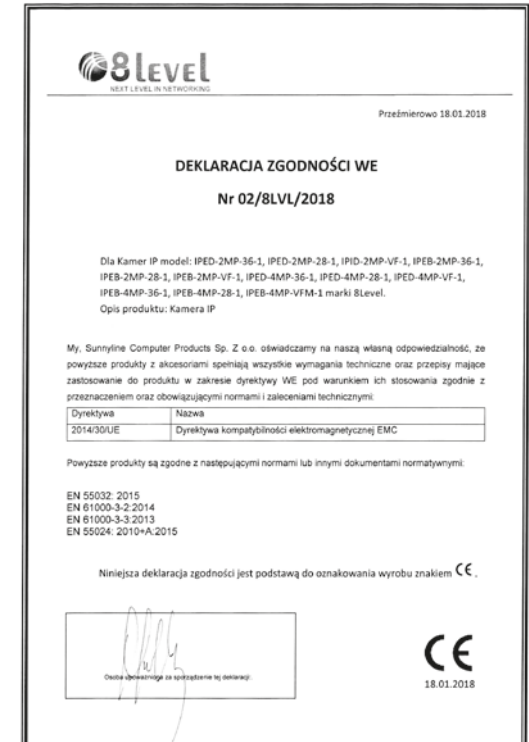 8level
NEXT LEVEL IN NETWORKING
Przeźmierowo 18.01.2018
DEKLARACJA ZGODNOŚCI WE
Nr 02/8LVL/2018
Dla Kamer IP model: IPED-2MP-36-1, IPED-2MP-28-1, IPID-2MP-VF-1, IPEB-2MP-36-1,
IPEB-2MP-28-1, IPEB-2MP-VF-1, IPED-4MP-36-1, IPED-4MP-28-1, IPED-4MP-VF-1,
IPEB-4MP-36-1, IPEB-4MP-28-1, IPEB-4MP-VFM-1 marki 8Level.
Opis produktu: Kamera IP
My, Sunnyline Computer Products Sp. Z o.o. oświadczamy na naszą własną odpowiedzialność, że
powyższe produkty z akcesoriami spełniają wszystkie wymagania techniczne oraz przepisy mające
zastosowanie do produktu w zakresie dyrektywy WE pod warunkiem ich stosowania zgodnie z
przeznaczeniem oraz obowiązującymi normami i zaleceniami technicznymi:
Dyrektywa Nazwa
2014/30/UE Dyrektywa kompatybilności elektromagnetycznej EMC
Powyższe produkty są zgodne z następującymi normami lub innymi dokumentami normatywnymi:
EN 55032: 2015
EN 61000-3-2:2014
EN 61000-3-3:2013
EN 55024: 2010+A:2015
Niniejsza deklaracja zgodności jest podstawą do oznakowania wyrobu znakiem CE .
Osoba upoważniona za sporządzenie tej deklaracji.
CE
18.01.2018